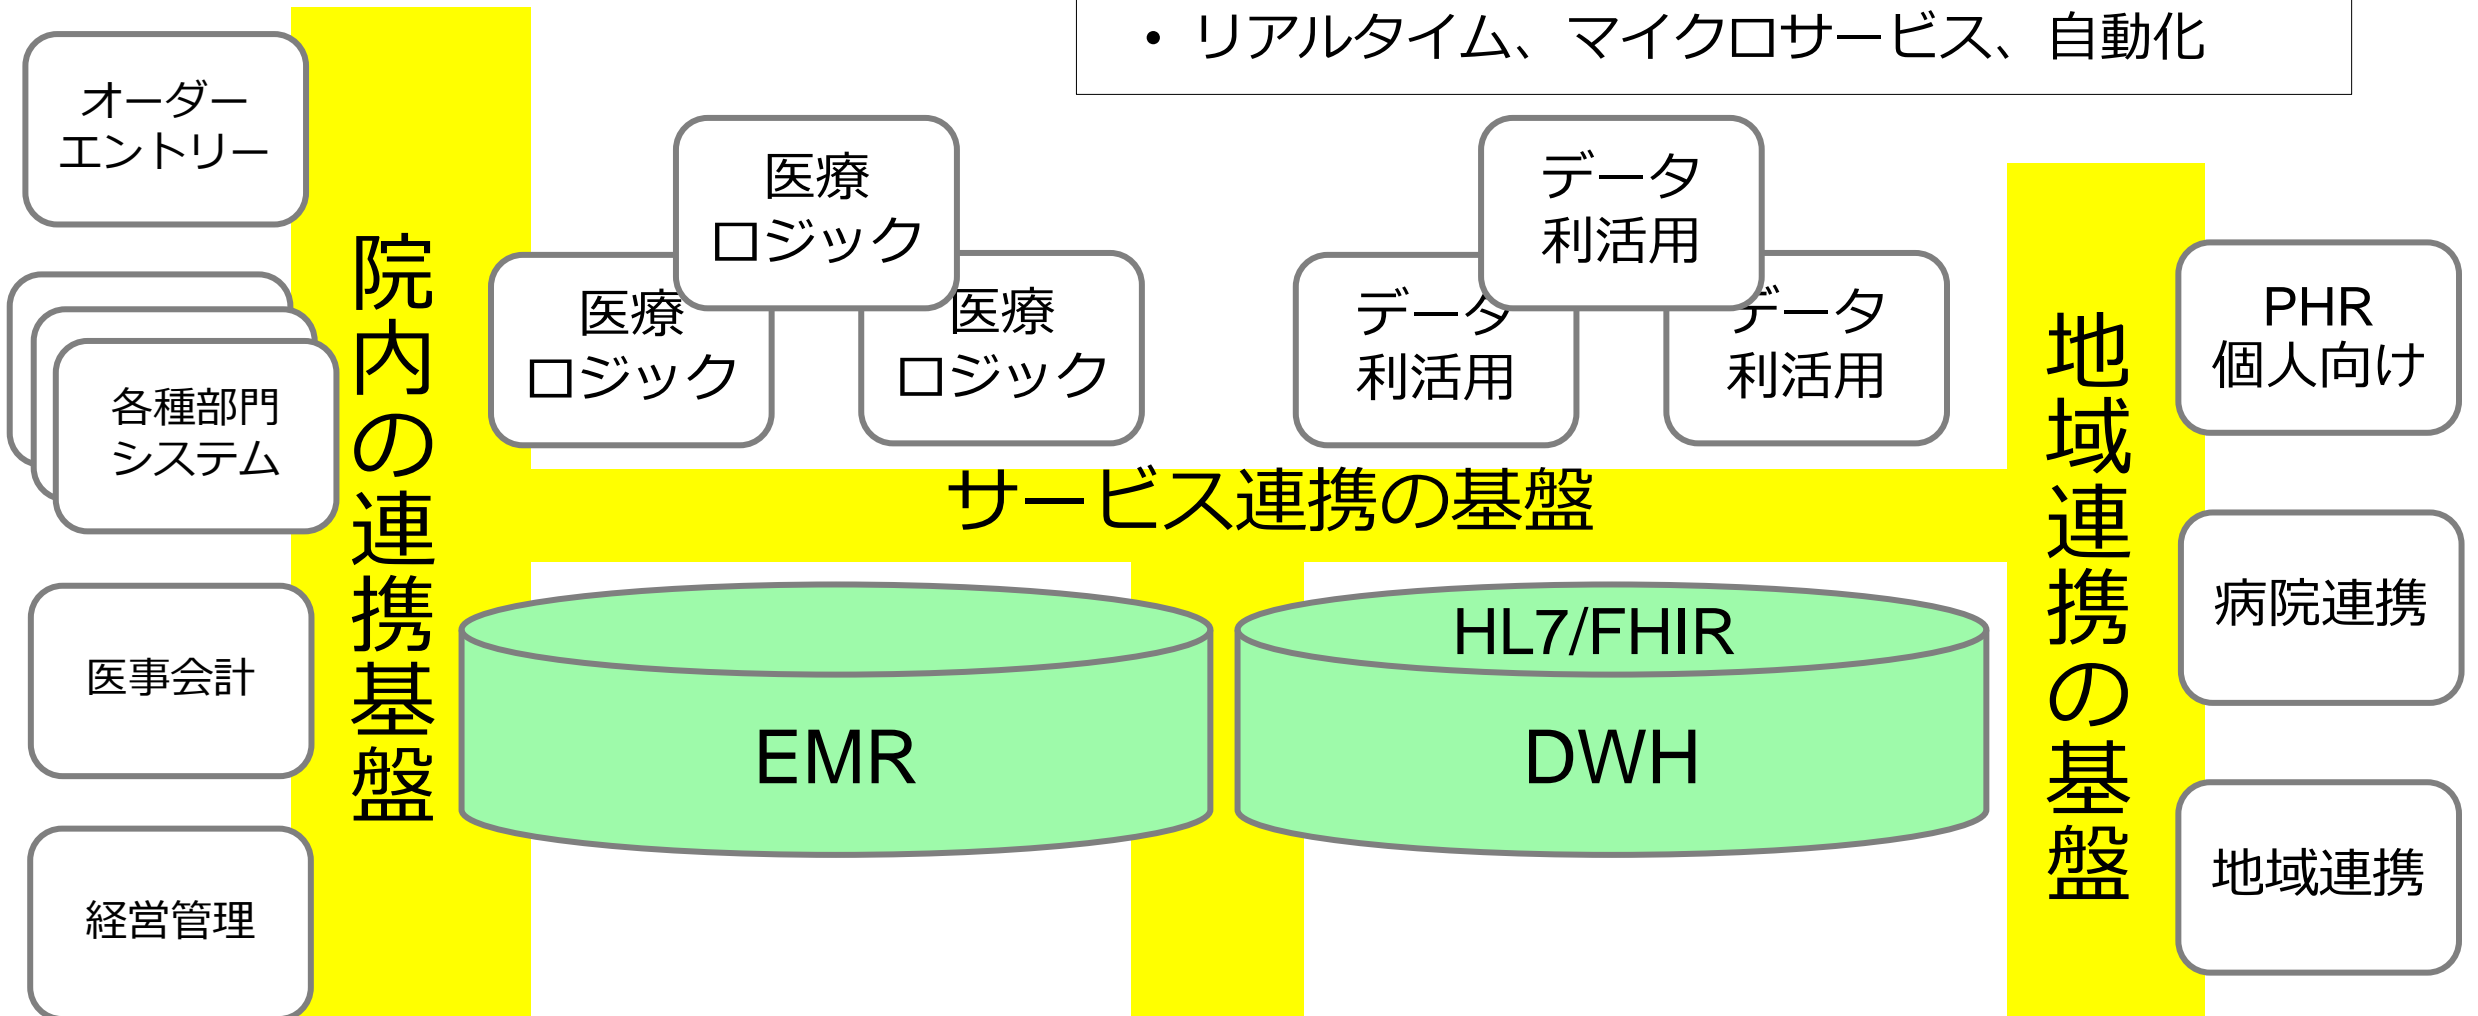 • リアルタイム、マイクロサービス、自動化
オーダー
エントリー
各種部門
システム
医事会計
経営管理
院内の連携基盤
医療
ロジック
医療
ロジック
医療
ロジック
データ
利活用
データ
利活用
データ
利活用
サービス連携の基盤
EMR
HL7/FHIR
DWH
地域連携の基盤
PHR
個人向け
病院連携
地域連携